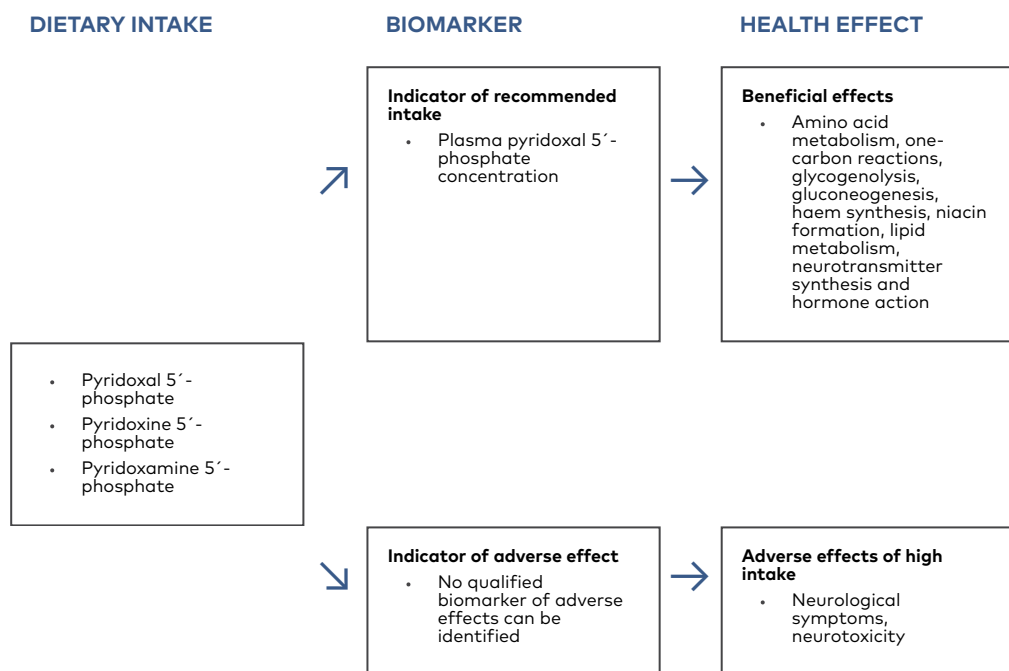 DIETARY INTAKE
BIOMARKER
HEALTH EFFECT
Indicator of recommended
intake
• Plasma pyridoxal 5´-
phosphate
concentration
Beneficial effects
• Amino acid
metabolism, one-
carbon reactions,
glycogenolysis,
gluconeogenesis,
haem synthesis, niacin
formation, lipid
metabolism,
neurotransmitter
synthesis and
hormone action
• Pyridoxal 5´-
phosphate
• Pyridoxine 5´-
phosphate
• Pyridoxamine 5´-
phosphate
Indicator of adverse effect
• No qualified
biomarker of adverse
effects can be
identified
Adverse effects of high
intake
• Neurological
symptoms,
neurotoxicity